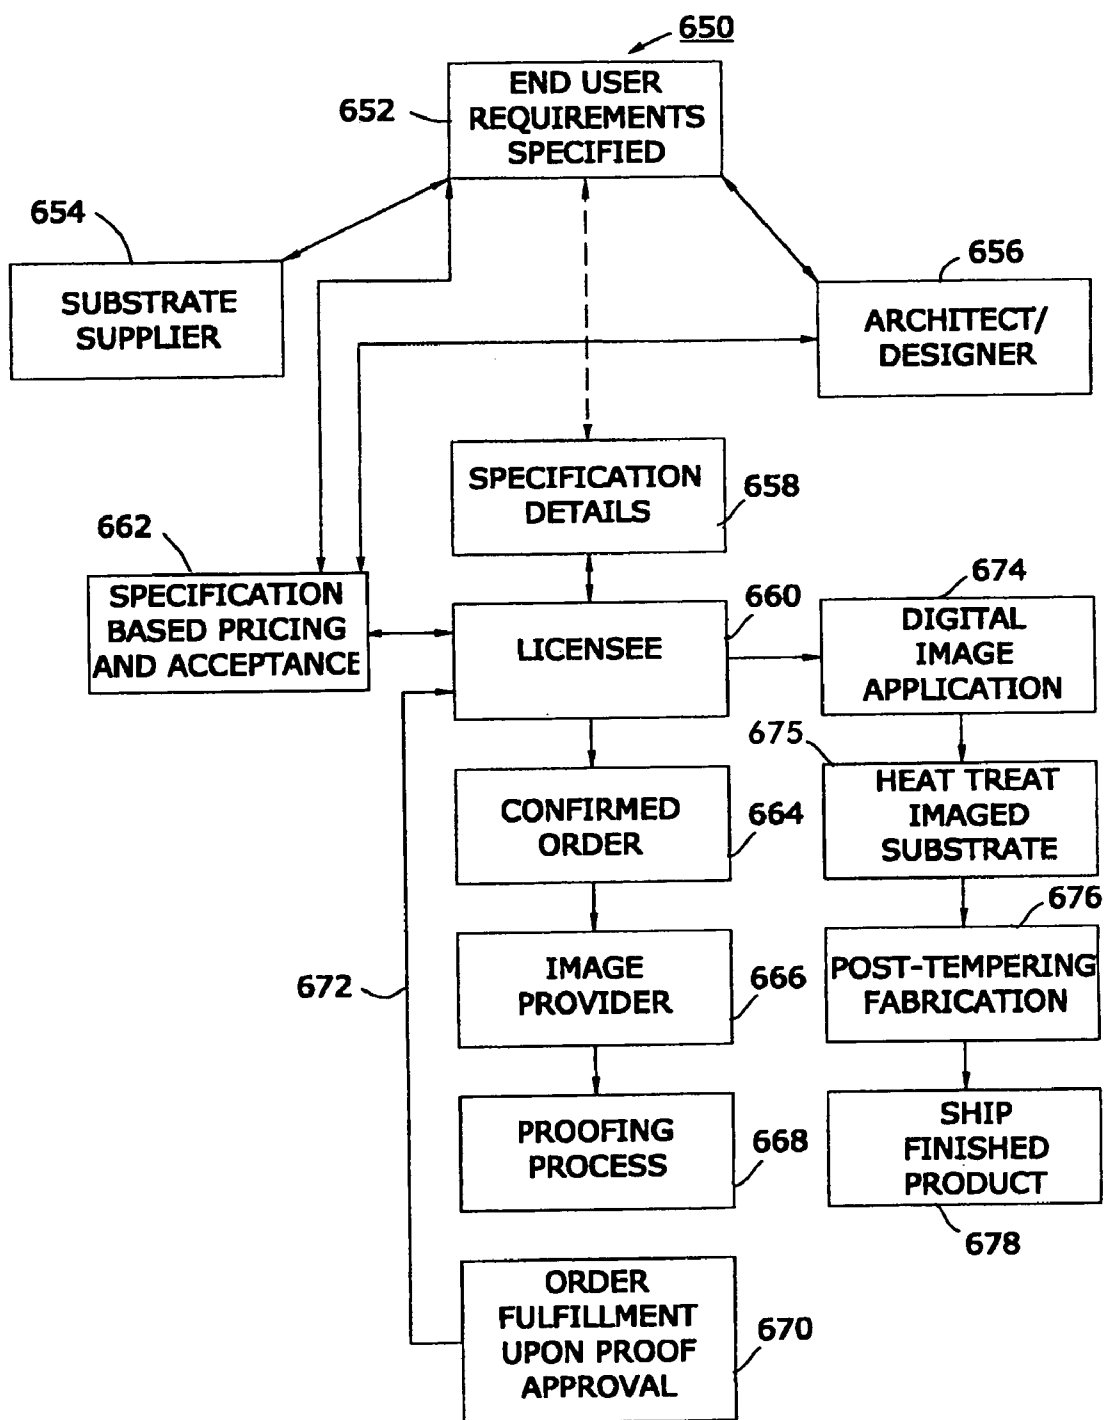 650
END USER
REQUIREMENTS
SPECIFIED
652
654
SUBSTRATE
SUPPLIER
656
ARCHITECT/
DESIGNER
SPECIFICATION
DETAILS
658
662
SPECIFICATION
BASED PRICING
AND ACCEPTANCE
LICENSEE
660
674
DIGITAL
IMAGE
APPLICATION
675
HEAT TREAT
IMAGED
SUBSTRATE
CONFIRMED
ORDER
664
676
POST-TEMPERING
FABRICATION
IMAGE
PROVIDER
666
672
PROOFING
PROCESS
668
SHIP
FINISHED
PRODUCT
678
ORDER
FULFILLMENT
UPON PROOF
APPROVAL
670